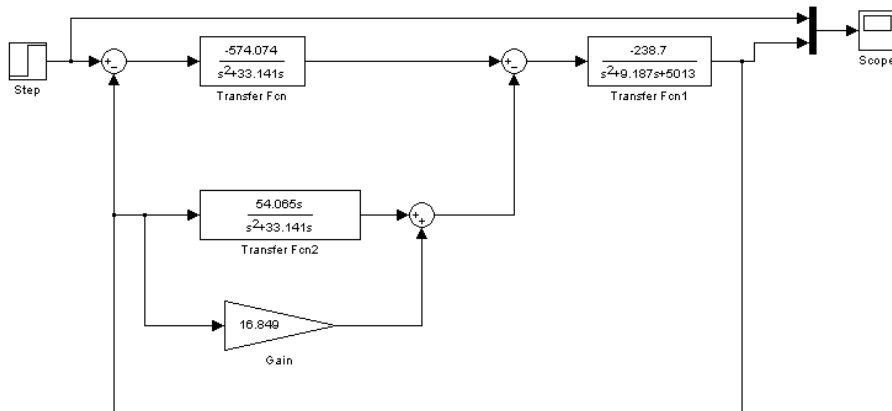 Step
-574.074
s2+33.141s
Transfer Fcn
-238.7
s2+9.187s+5013
Transfer Fcn1
Scope
54.065s
s2+33.141s
Transfer Fcn2
16.849
Gain